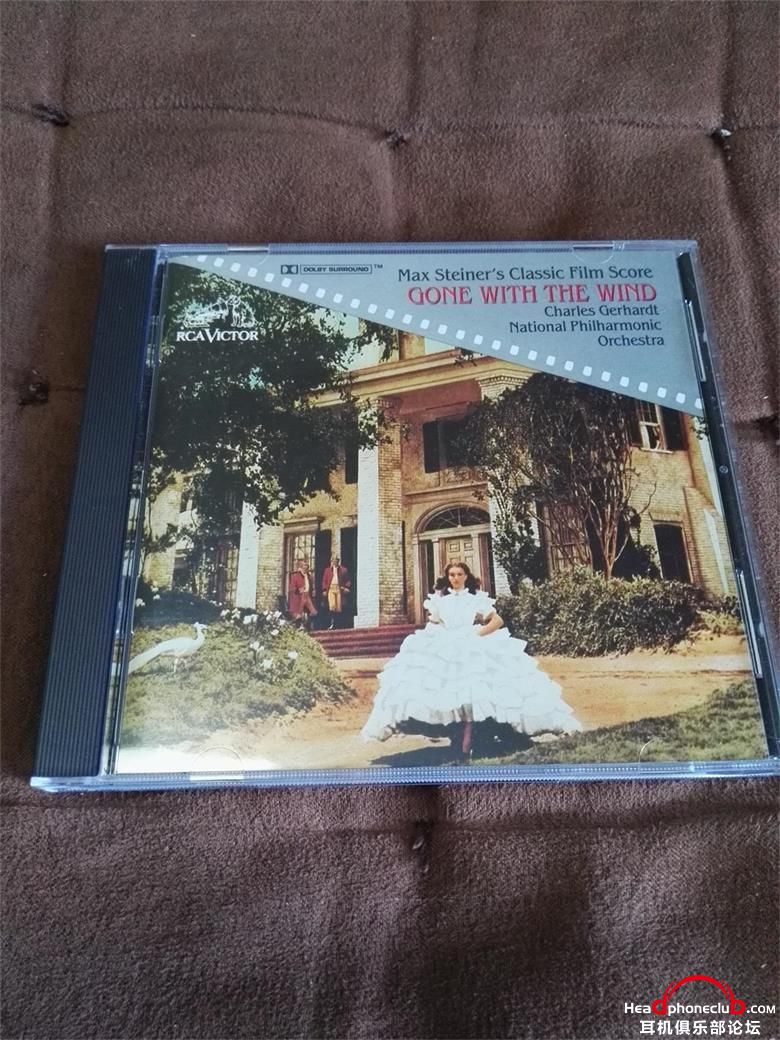 DOLBY SURROUND™
Max Steiner's Classic Film Score
GONE WITH THE WIND
Charles Gerhardt
National Philharmonic
Orchestra
RCA VICTOR
Headphoneclub.com
耳机俱乐部论坛